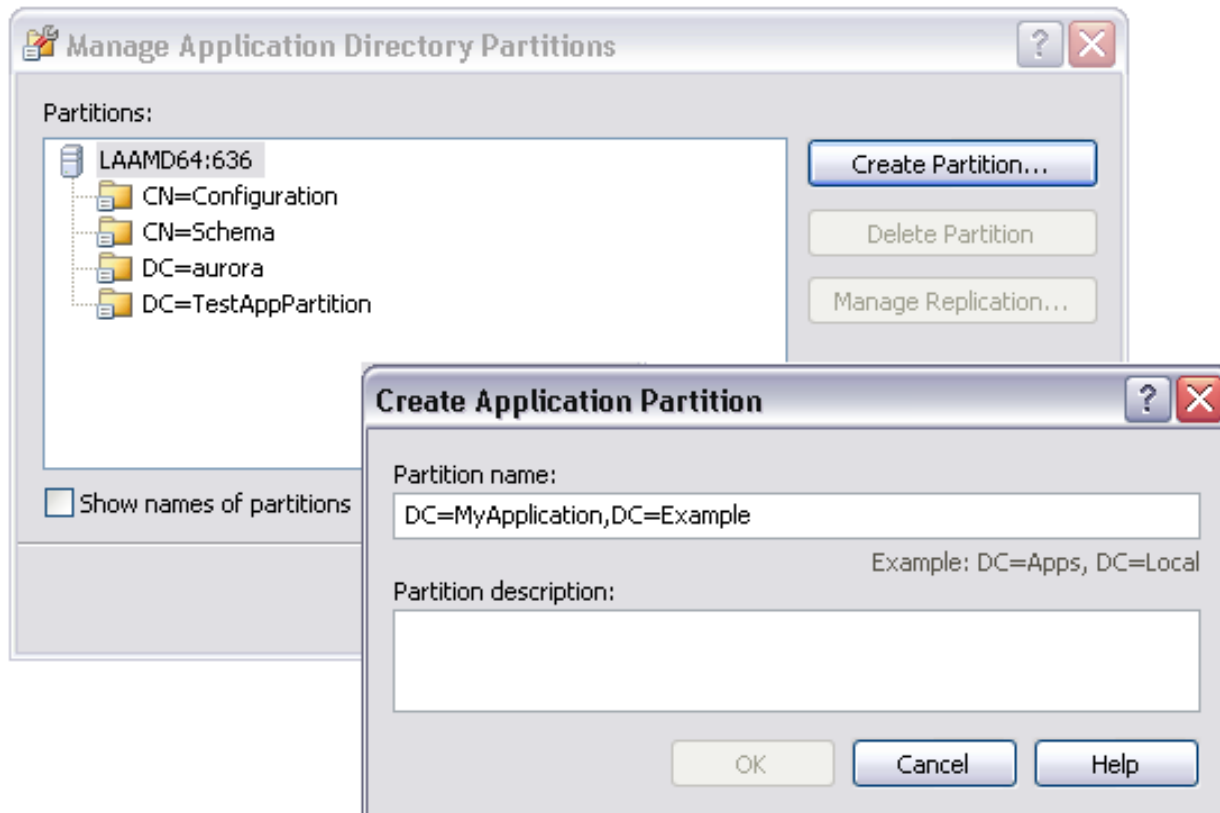 Manage Application Directory Partitions
Partitions:
LAAMD64:636
CN=Configuration
CN=Schema
DC=aurora
DC=TestAppPartition
Create Partition...
Delete Partition
Manage Replication...
Show names of partitions
Create Application Partition
Partition name:
DC=MyApplication,DC=Example
Example: DC=Apps, DC=Local
Partition description:
OK
Cancel
Help